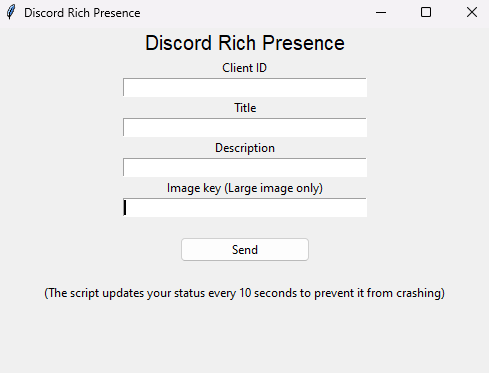 Discord Rich Presence
Discord Rich Presence
Client ID
Title
Description
Image key (Large image only)
Send
(The script updates your status every 10 seconds to prevent it from crashing)